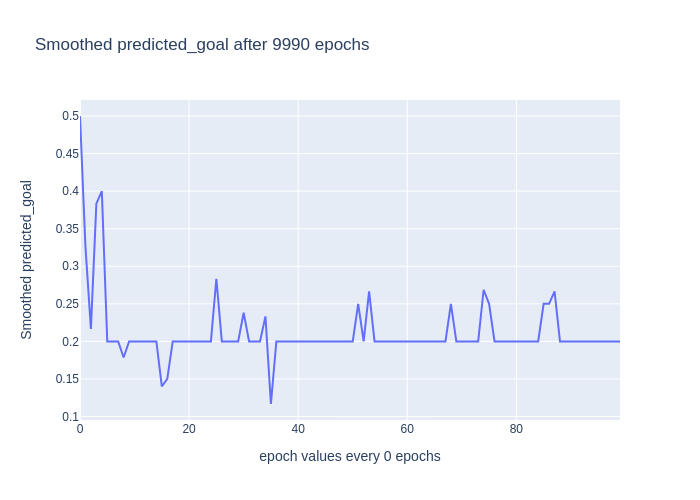 Smoothed predicted_goal after 9990 epochs
Smoothed predicted_goal
0.5
0.45
0.4
0.35
0.3
0.25
0.2
0.15
0.1
0 20 40 60 80
epoch values every 0 epochs